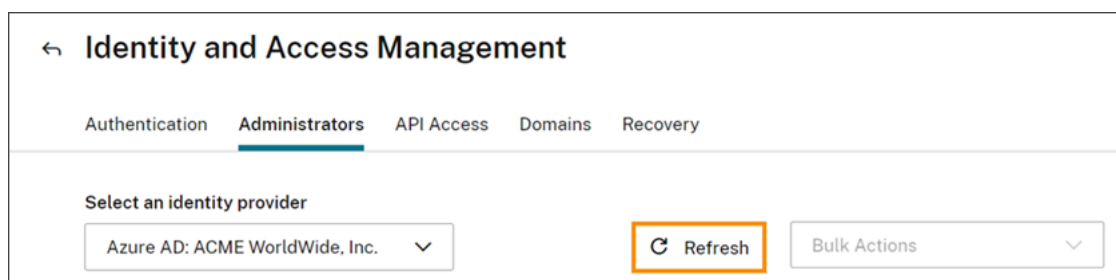 Identity and Access Management
Authentication Administrators API Access Domains Recovery
Select an identity provider
Azure AD: ACME WorldWide, Inc. Refresh Bulk Actions